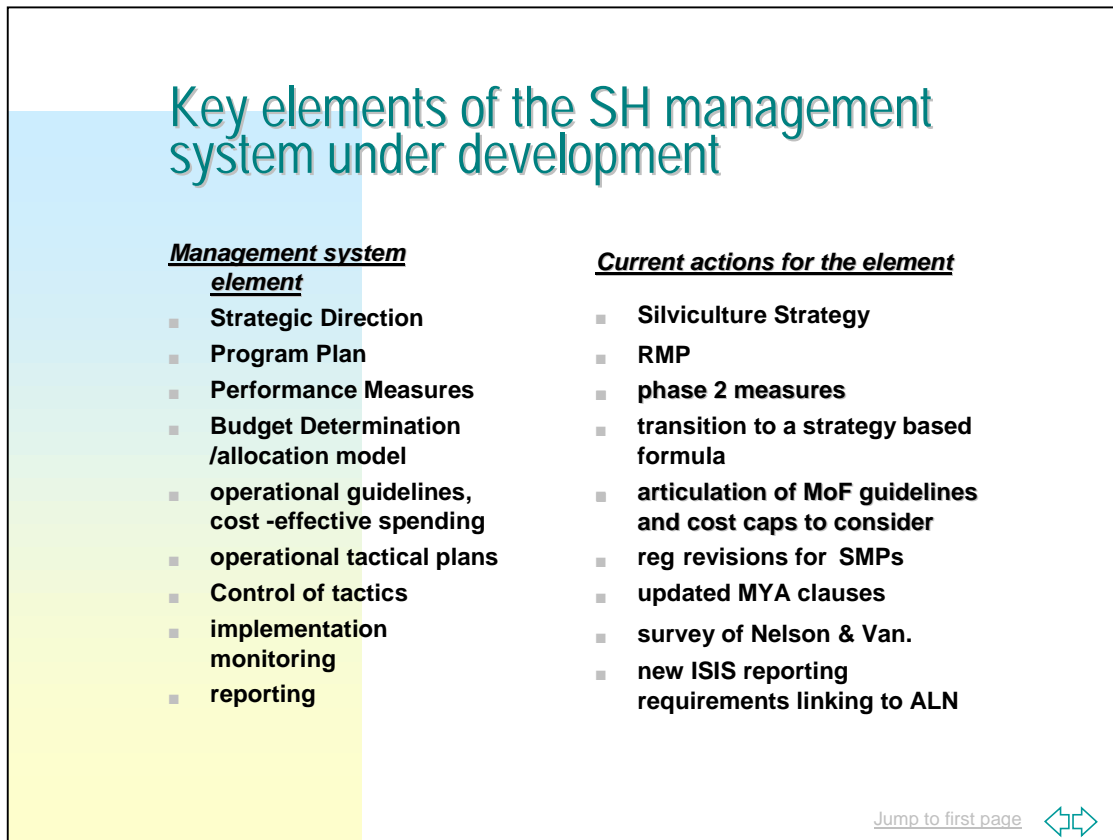 Key elements of the SH management
system under development
Management system
element
Strategic Direction
Program Plan
Performance Measures
Budget Determination
/allocation model
operational guidelines,
cost -effective spending
operational tactical plans
Control of tactics
implementation
monitoring
reporting
Current actions for the element
Silviculture Strategy
RMP
phase 2 measures
transition to a strategy based
formula
articulation of MoF guidelines
and cost caps to consider
reg revisions for SMPs
updated MYA clauses
survey of Nelson & Van.
new ISIS reporting
requirements linking to ALN
Jump to first page